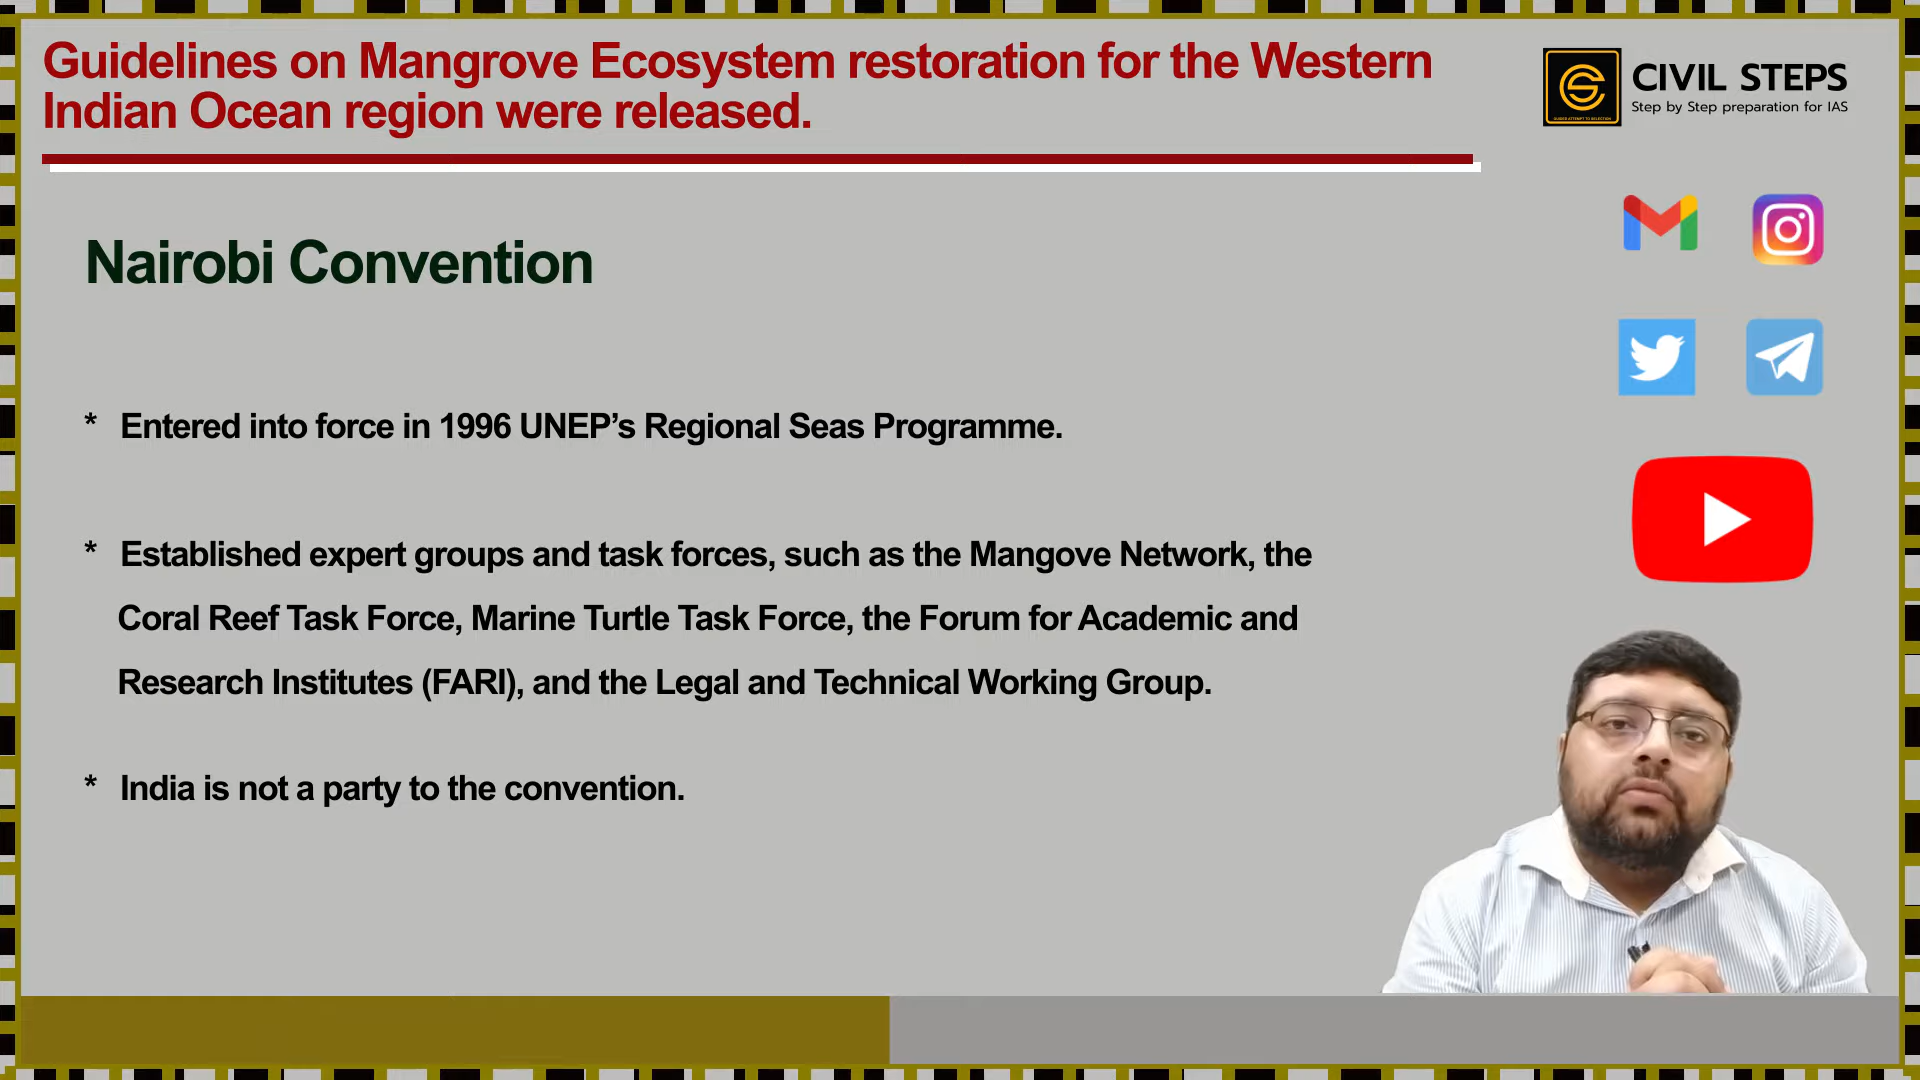 Guidelines on Mangrove Ecosystem restoration for the Western
Indian Ocean region were released.
CIVIL STEPS
Step by Step preparation for IAS
Nairobi Convention
* Entered into force in 1996 UNEP’s Regional Seas Programme.
* Established expert groups and task forces, such as the Mangove Network, the
Coral Reef Task Force, Marine Turtle Task Force, the Forum for Academic and
Research Institutes (FARI), and the Legal and Technical Working Group.
* India is not a party to the convention.